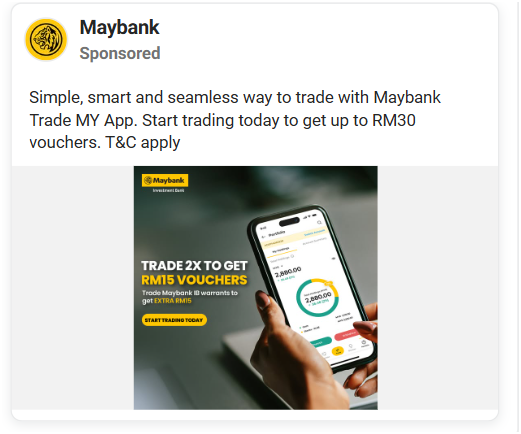 Maybank
Sponsored
Simple, smart and seamless way to trade with Maybank
Trade MY App. Start trading today to get up to RM30
vouchers. T&C apply
Maybank
Investment Bank
TRADE 2X TO GET
RM15 VOUCHERS
Trade Maybank IB warrants to
get EXTRA RM15
START TRADING TODAY
Portfolio
2,880.00
2,880.00